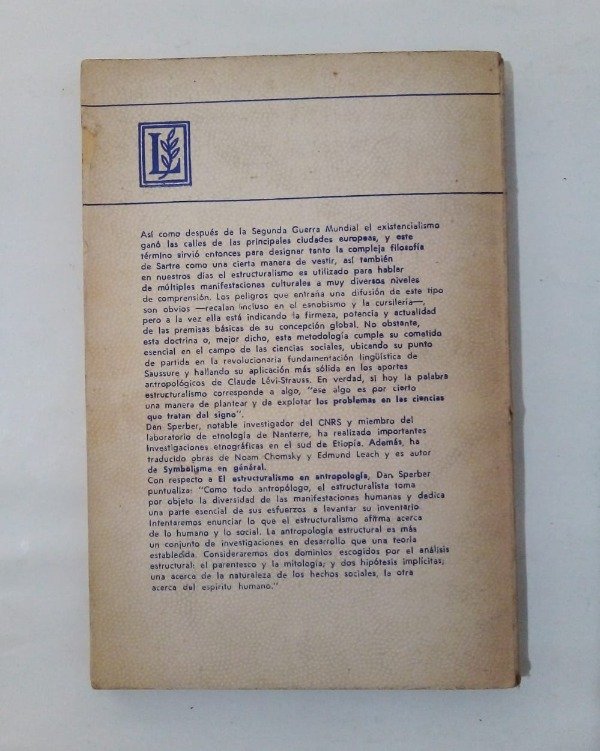 L
Así como después de la Segunda Guerra Mundial el existencialismo
ganó las calles de las principales ciudades europeas, y este
término sirvió entonces para designar tanto la compleja filosofía
de Sartre como una cierta manera de vestir, así también
en nuestros días el estructuralismo es utilizado para hablar
de múltiples manifestaciones culturales a muy diversos niveles
de comprensión. Los peligros que entraña una difusión de este tipo
son obvios —recalan incluso en el esnobismo y la cursilería—,
pero a la vez ella está indicando la firmeza, potencia y actualidad
de las premisas básicas de su concepción global. No obstante,
esta doctrina o, mejor dicho, esta metodología cumple su cometido
esencial en el campo de las ciencias sociales, ubicando su punto
de partida en la revolucionaria fundamentación lingüística de
Saussure y hallando su aplicación más sólida en los aportes
antropológicos de Claude Lévi-Strauss. En verdad, si hoy la palabra
estructuralismo corresponde a algo, "ese algo es por cierto
una manera de plantear y de explotar los problemas en las ciencias
que tratan del signo".
Dan Sperber, notable investigador del CNRS y miembro del
laboratorio de etnología de Nanterre, ha realizado importantes
investigaciones etnográficas en el sud de Etiopía. Además, ha
traducido obras de Noam Chomsky y Edmund Leach y es autor
de Symbolisme en général.
Con respecto a El estructuralismo en antropología, Dan Sperber
puntualiza: "Como todo antropólogo, el estructuralista toma
por objeto la diversidad de las manifestaciones humanas y dedica
una parte esencial de sus esfuerzos a levantar su inventario.
Intentaremos enunciar lo que el estructuralismo afirma acerca
de lo humano y lo social. La antropología estructural es más
un conjunto de investigaciones en desarrollo que una teoría
establecida. Consideraremos dos dominios escogidos por el análisis
estructural: el parentesco y la mitología; y dos hipótesis implícitas;
una acerca de la naturaleza de los hechos sociales, la otra
acerca del espíritu humano."